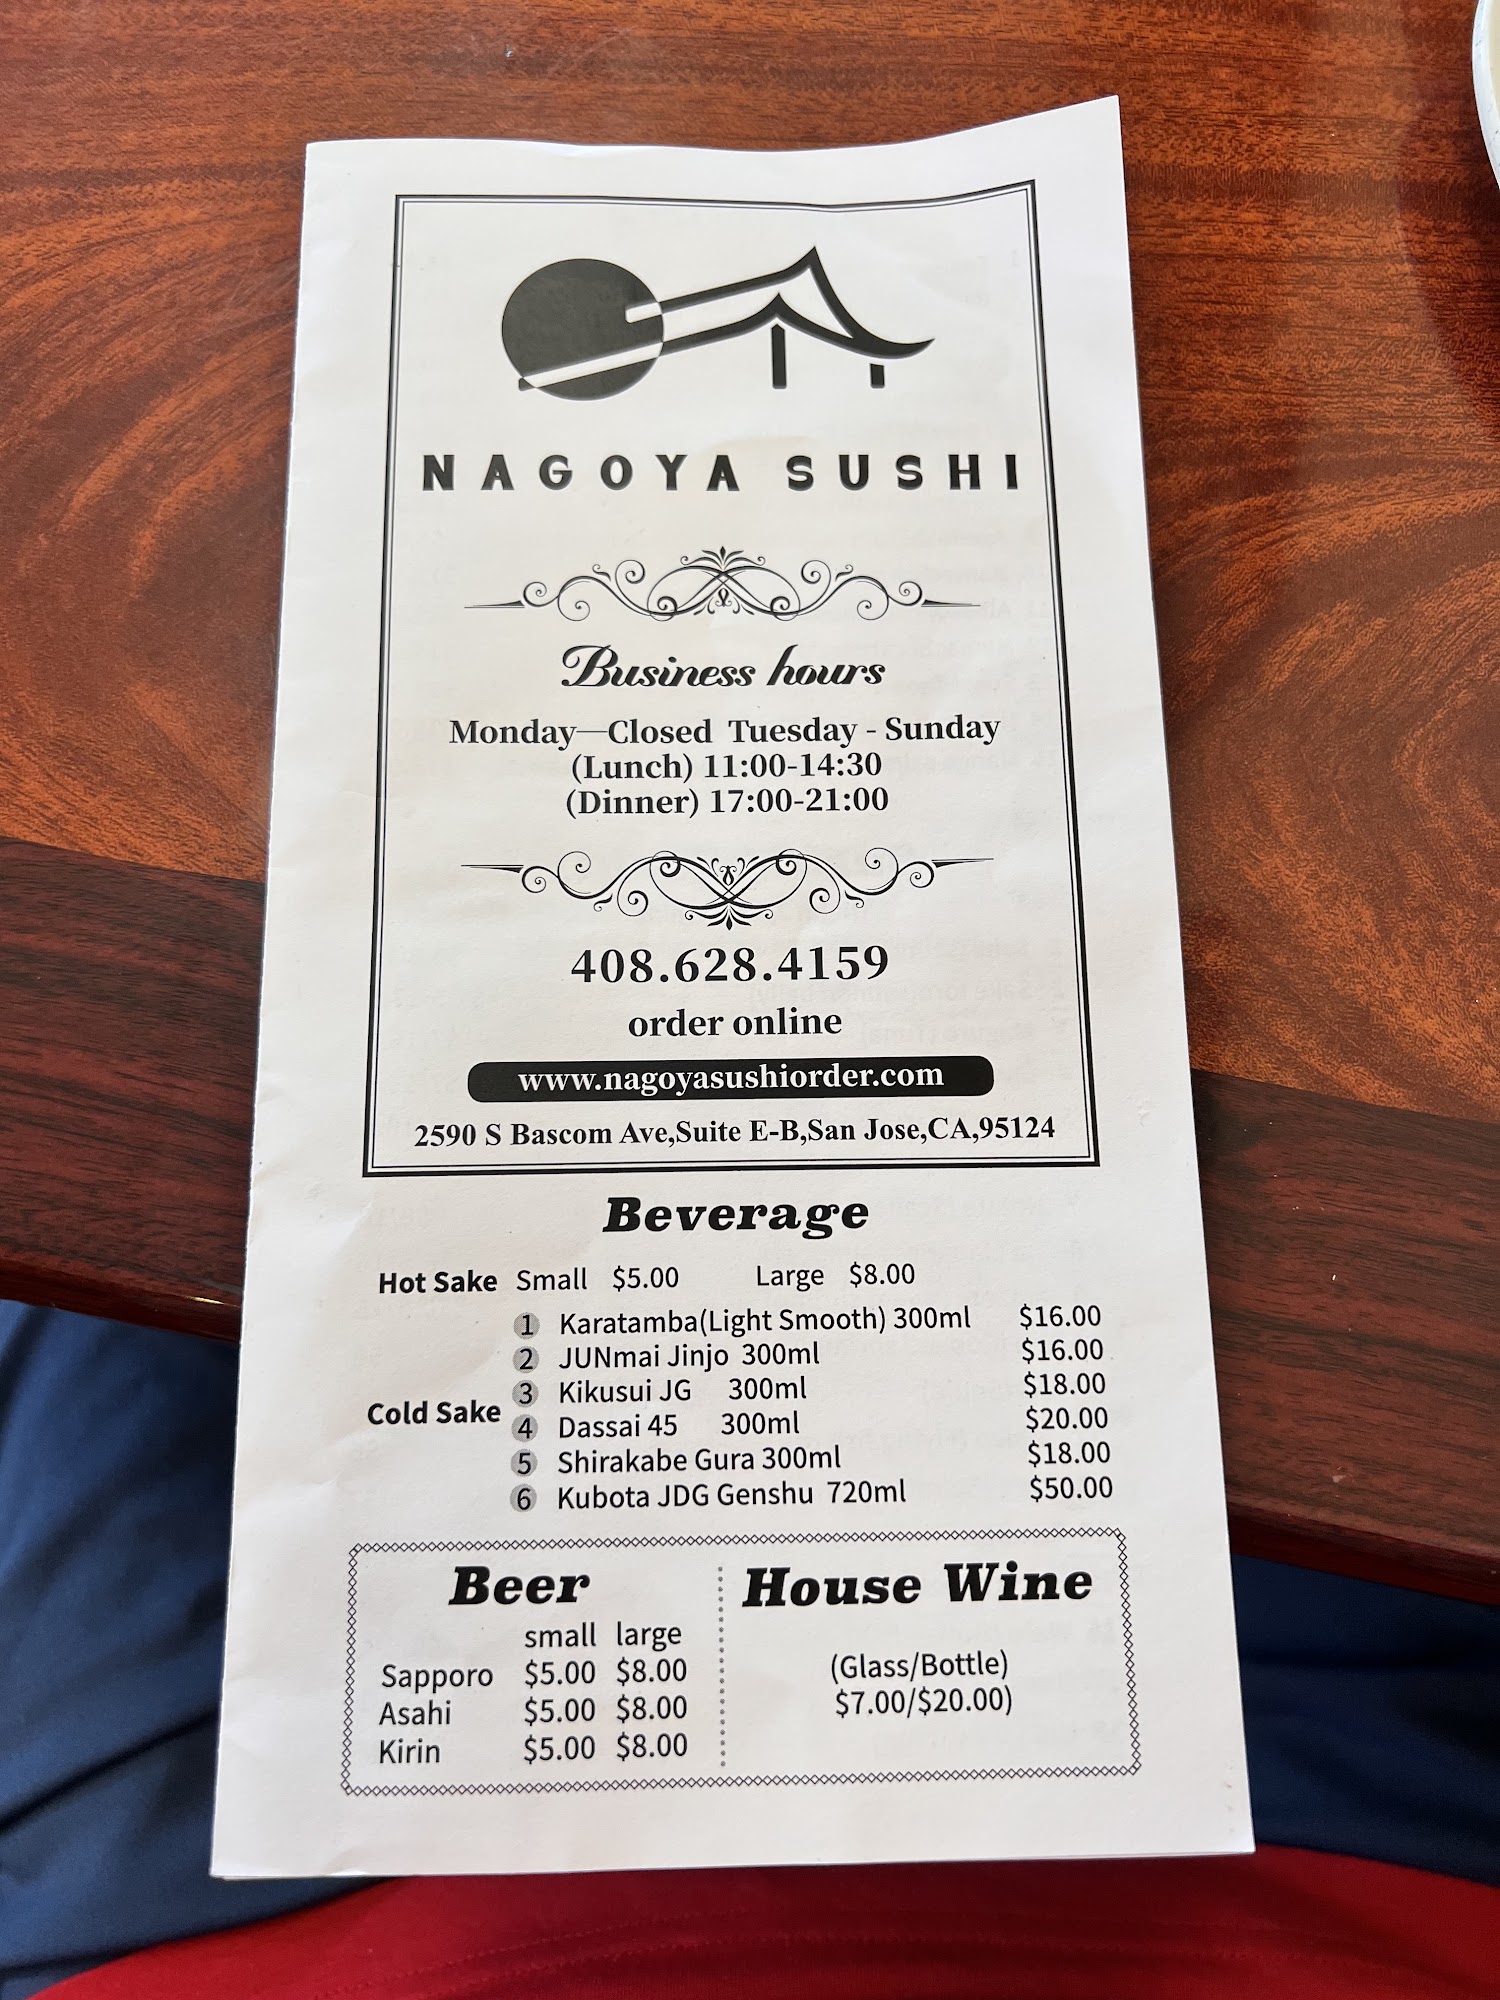 NAGOYA SUSHI
Business hours
Monday—Closed Tuesday - Sunday
(Lunch) 11:00-14:30
(Dinner) 17:00-21:00
408.628.4159
order online
www.nagoyasushiorder.com
2590 S Bascom Ave,Suite E-B,San Jose,CA,95124
Beverage
Hot Sake Small $5.00 Large $8.00
Cold Sake
1 Karatamba(Light Smooth) 300ml $16.00
2 JUNmai Jinjo 300ml $16.00
3 Kikusui JG 300ml $18.00
4 Dassai 45 300ml $20.00
5 Shirakabe Gura 300ml $18.00
6 Kubota JDG Genshu 720ml $50.00
Beer
small large
Sapporo $5.00 $8.00
Asahi $5.00 $8.00
Kirin $5.00 $8.00
House Wine
(Glass/Bottle)
$7.00/$20.00)